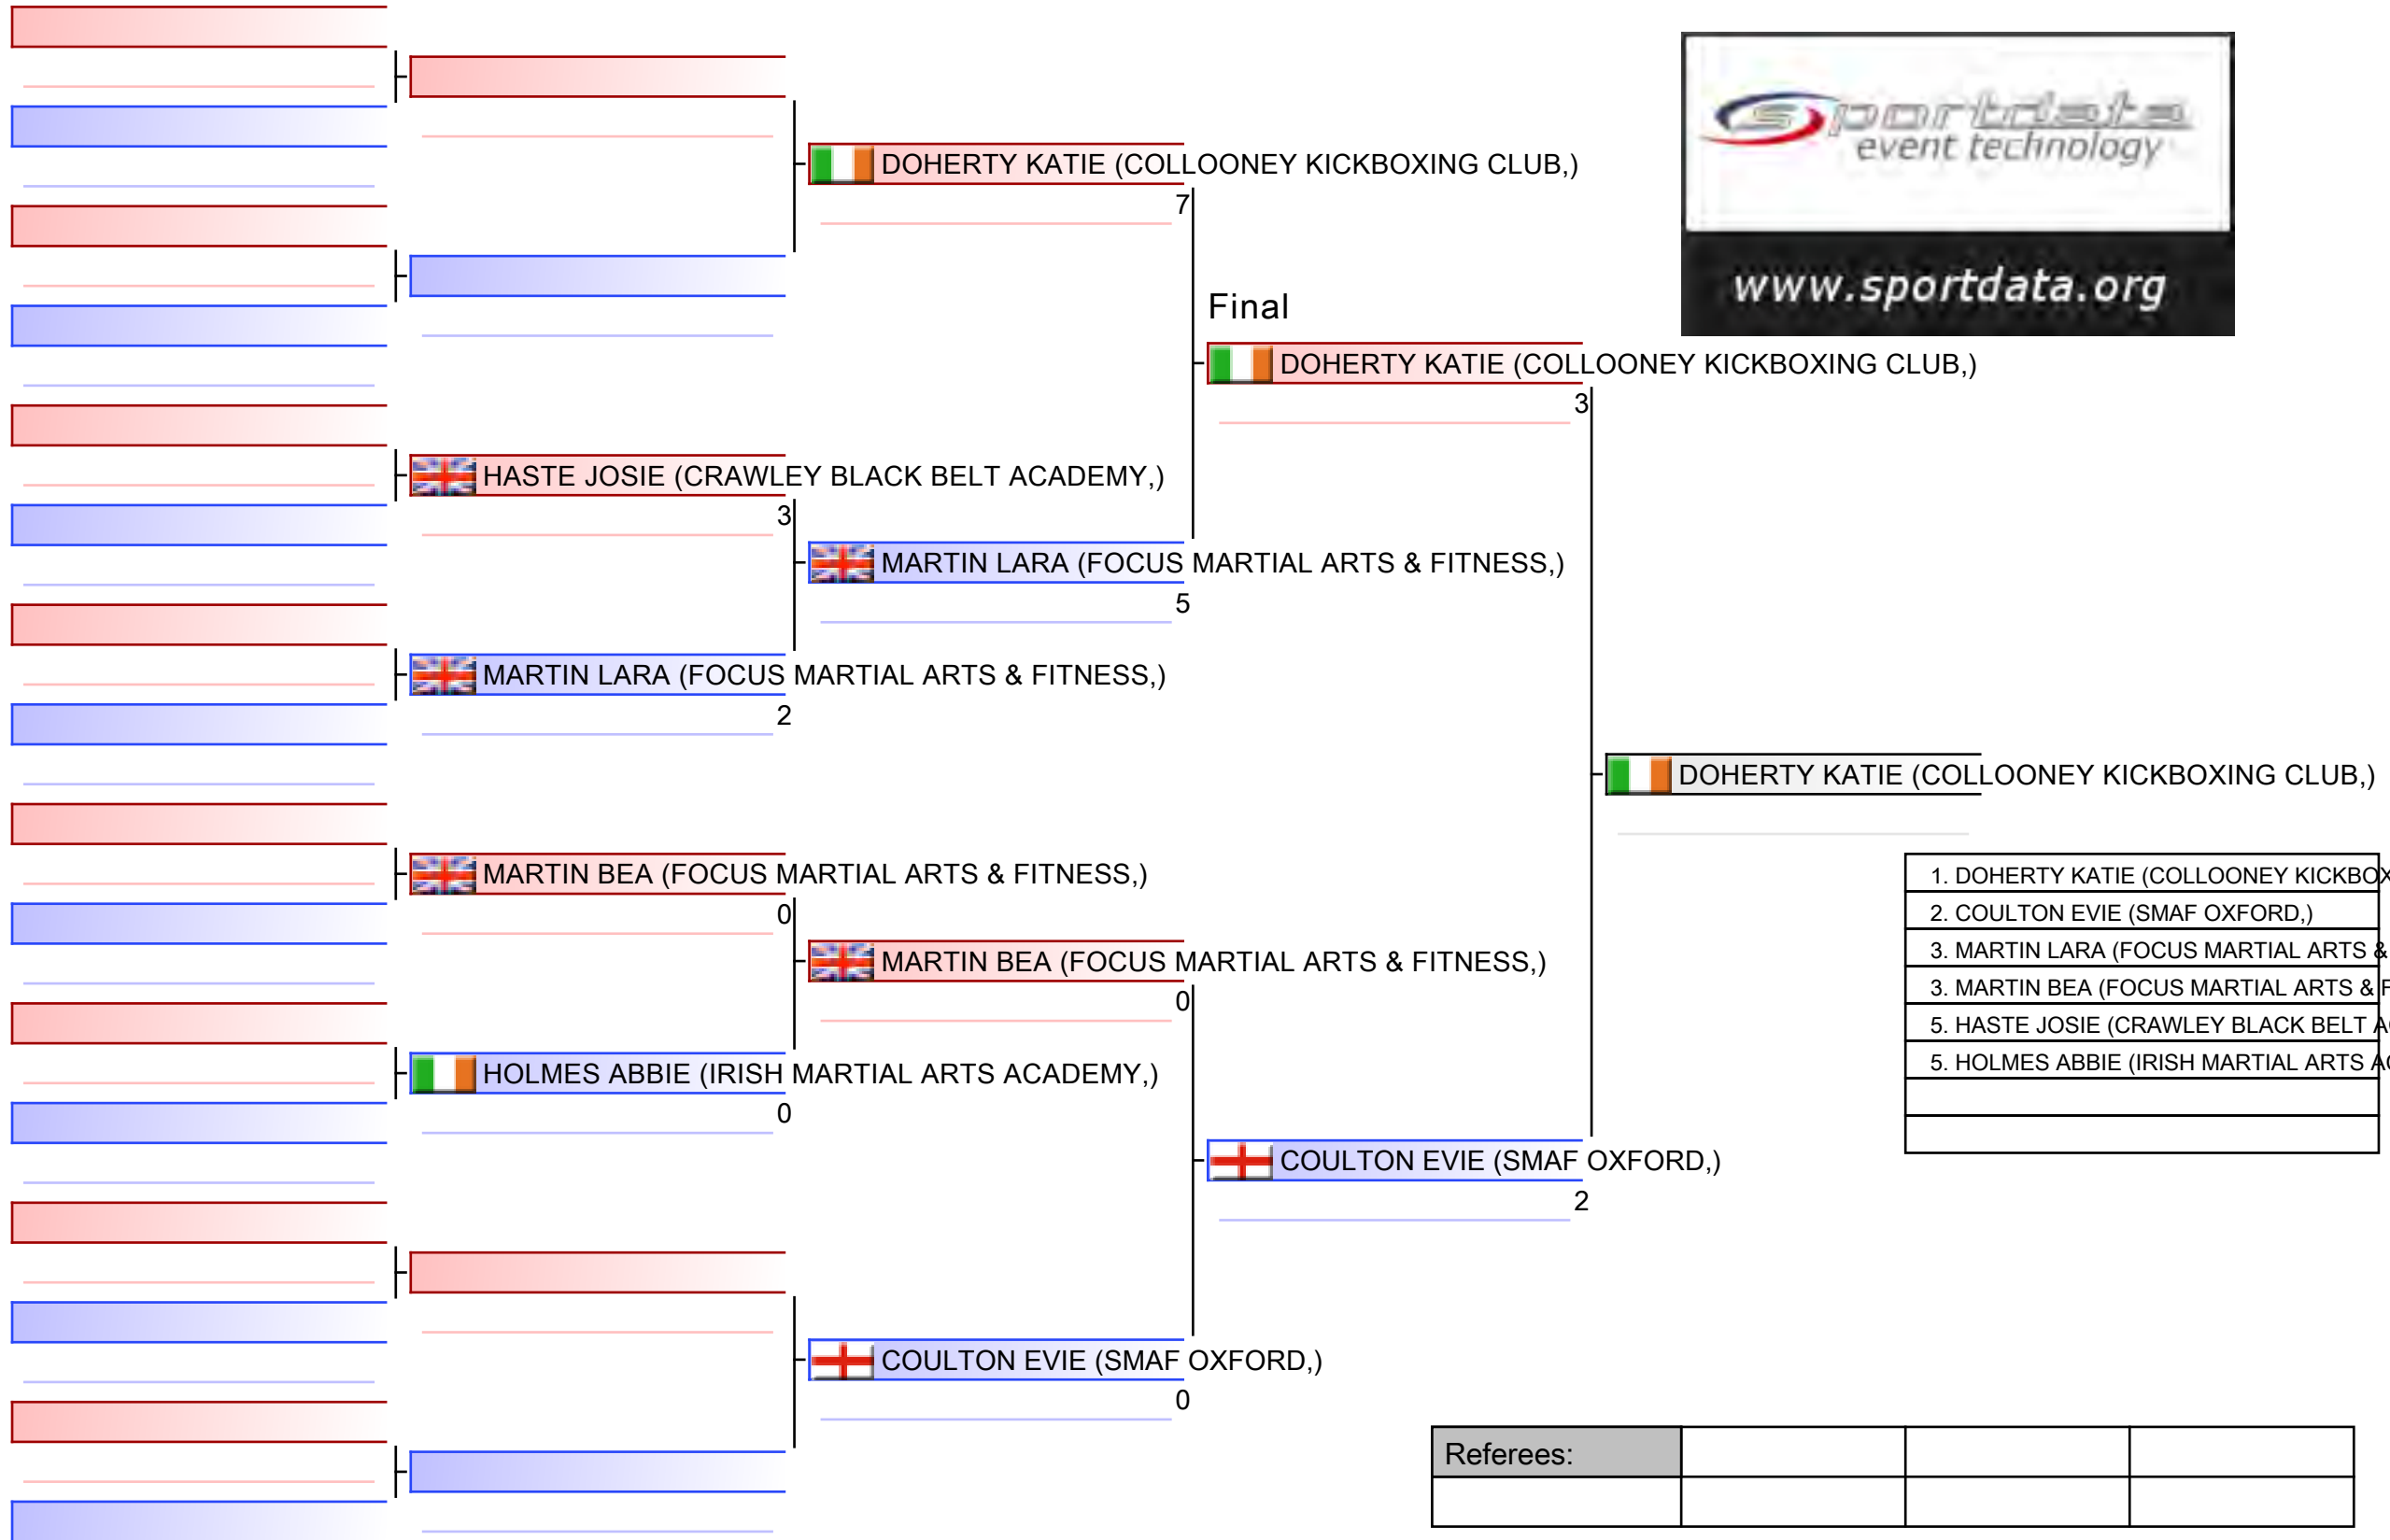 sportdata
event technology
www.sportdata.org
DOHERTY KATIE (COLLOONEY KICKBOXING CLUB,)
7
Final
DOHERTY KATIE (COLLOONEY KICKBOXING CLUB,)
3
HASTE JOSIE (CRAWLEY BLACK BELT ACADEMY,)
3
MARTIN LARA (FOCUS MARTIAL ARTS & FITNESS,)
5
MARTIN LARA (FOCUS MARTIAL ARTS & FITNESS,)
2
DOHERTY KATIE (COLLOONEY KICKBOXING CLUB,)
MARTIN BEA (FOCUS MARTIAL ARTS & FITNESS,)
0
MARTIN BEA (FOCUS MARTIAL ARTS & FITNESS,)
0
HOLMES ABBIE (IRISH MARTIAL ARTS ACADEMY,)
0
COULTON EVIE (SMAF OXFORD,)
2
COULTON EVIE (SMAF OXFORD,)
0
1. DOHERTY KATIE (COLLOONEY KICKBOX
2. COULTON EVIE (SMAF OXFORD,)
3. MARTIN LARA (FOCUS MARTIAL ARTS &
3. MARTIN BEA (FOCUS MARTIAL ARTS & F
5. HASTE JOSIE (CRAWLEY BLACK BELT AC
5. HOLMES ABBIE (IRISH MARTIAL ARTS AC
Referees: